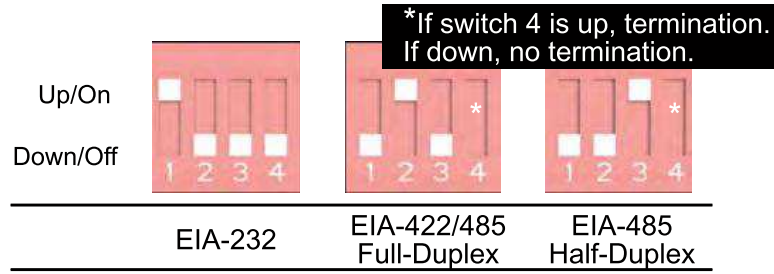 *If switch 4 is up, termination.
If down, no termination.
Up/On
Down/Off
*
*
1 2 3 4
1 2 3 4
1 2 3 4
EIA-232
EIA-422/485
Full-Duplex
EIA-485
Half-Duplex